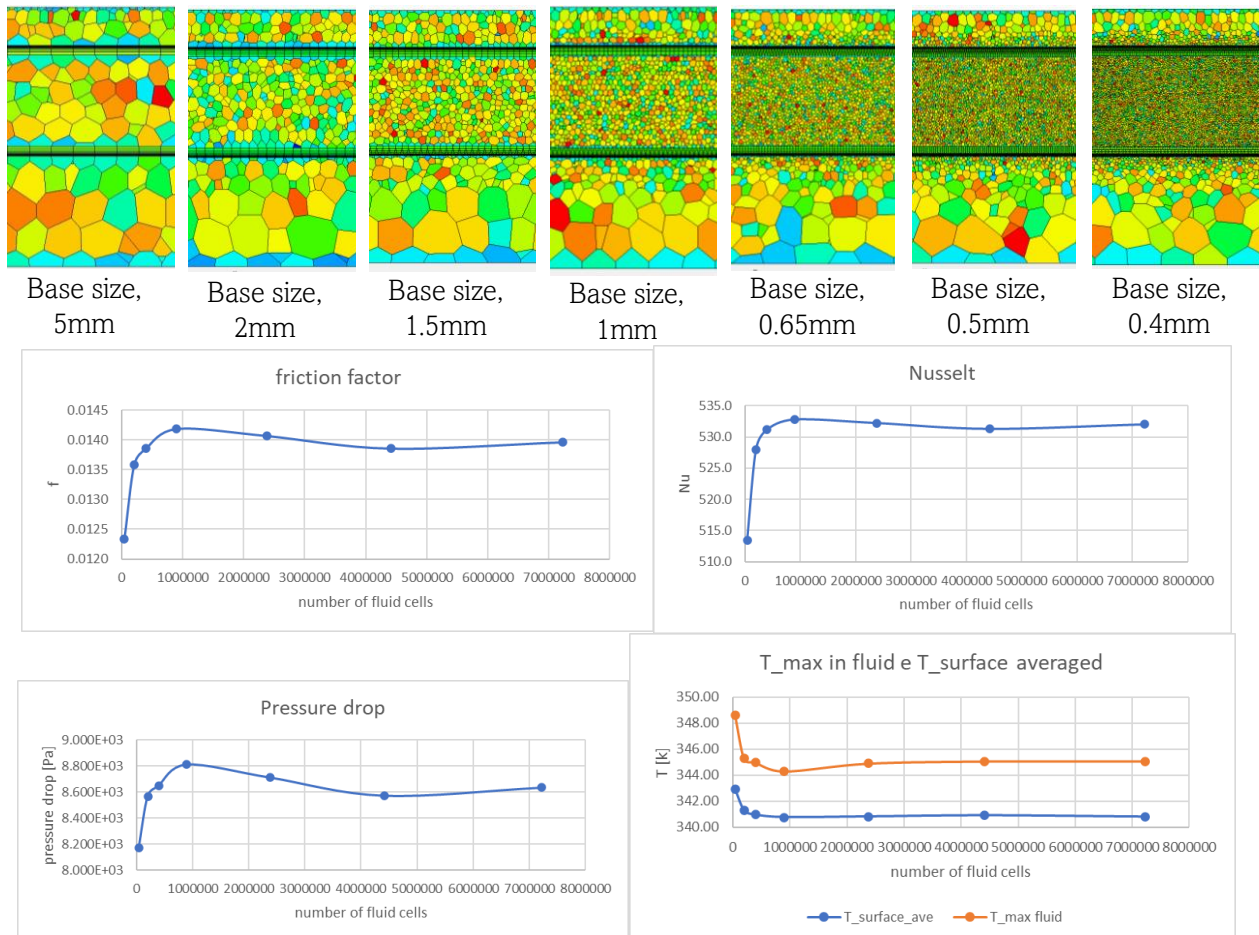 Base size,
5mm
Base size,
2mm
Base size,
1.5mm
Base size,
1mm
Base size,
0.65mm
Base size,
0.5mm
Base size,
0.4mm
friction factor
0.0145
0.0140
0.0135
0.0130
0.0125
0.0120
f
0 1000000 2000000 3000000 4000000 5000000 6000000 7000000 8000000
number of fluid cells
Nusselt
535.0
530.0
525.0
520.0
515.0
510.0
Nu
0 1000000 2000000 3000000 4000000 5000000 6000000 7000000 8000000
number of fluid cells
Pressure drop
9.000E+03
8.800E+03
8.600E+03
8.400E+03
8.200E+03
8.000E+03
pressure drop [Pa]
0 1000000 2000000 3000000 4000000 5000000 6000000 7000000 8000000
number of fluid cells
T_max in fluid e T_surface averaged
350.00
348.00
346.00
344.00
342.00
340.00
T [k]
0 1000000 2000000 3000000 4000000 5000000 6000000 7000000 8000000
number of fluid cells
T_surface_ave T_max fluid